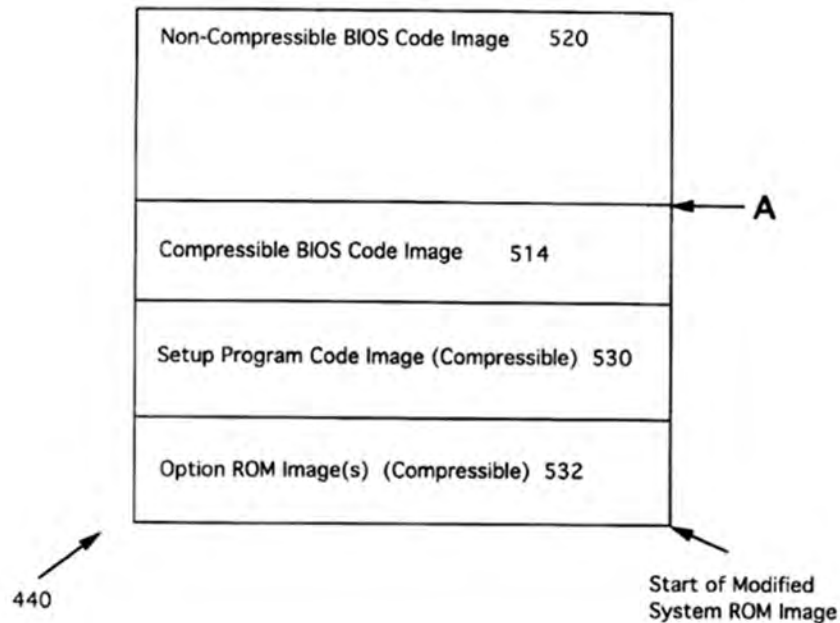 Non-Compressible BIOS Code Image 520
A
Compressible BIOS Code Image 514
Setup Program Code Image (Compressible) 530
Option ROM Image(s) (Compressible) 532
440
Start of Modified
System ROM Image